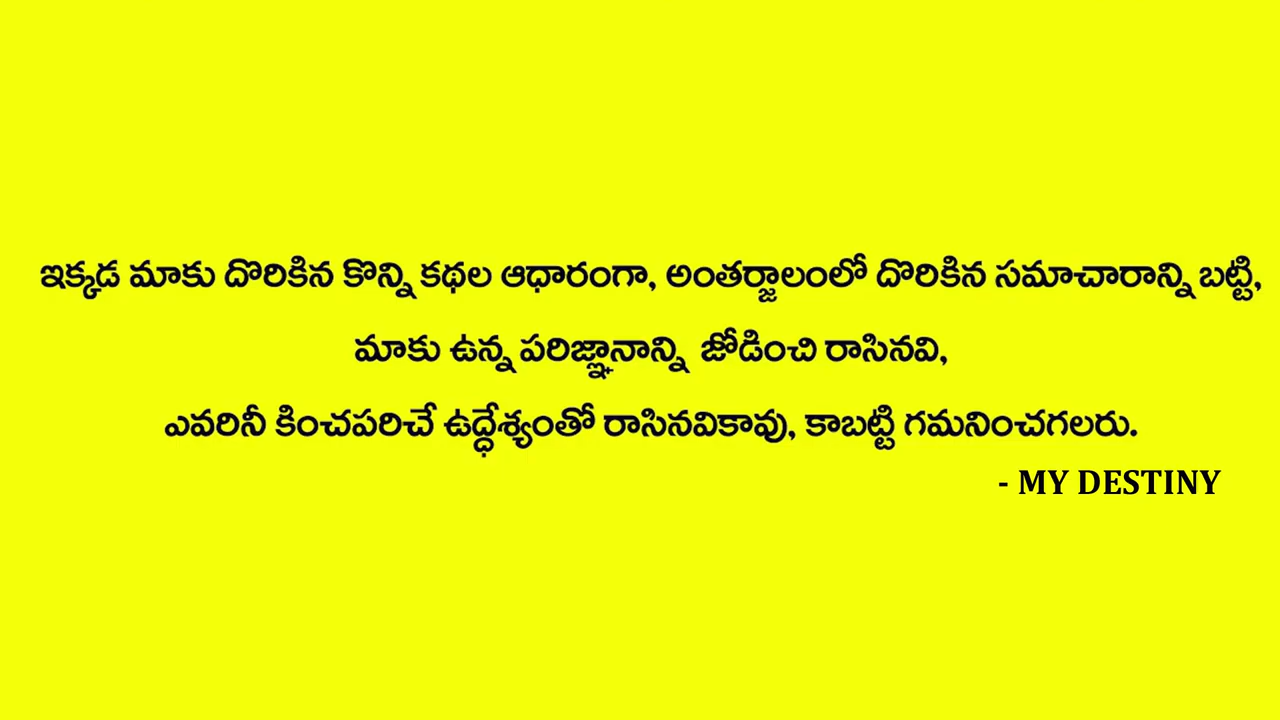 ఇక్కడ మాకు దొరికిన కొన్ని కథల ఆధారంగా, అంతర్జాలంలో దొరికిన సమాచారాన్ని బట్టి,
మాకు ఉన్న పరిజ్ఞానాన్ని జోడించి రాసినవి,
ఎవరినీ కించపరిచే ఉద్ధేశ్యంతో రాసినవికావు, కాబట్టి గమనించగలరు.
- MY DESTINY